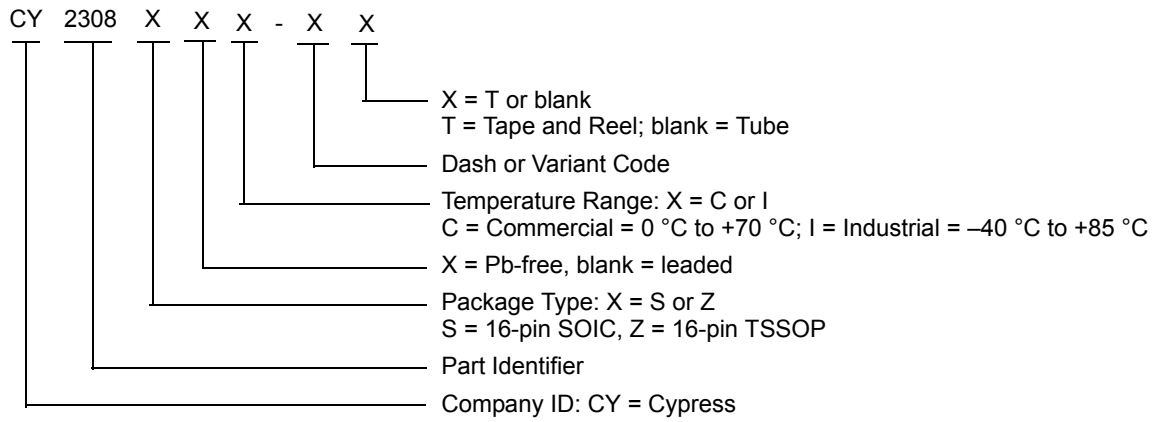 CY 2308 X X X - X X
X = T or blank
T = Tape and Reel; blank = Tube
Dash or Variant Code
Temperature Range: X = C or I
C = Commercial = 0 °C to +70 °C; I = Industrial = –40 °C to +85 °C
X = Pb-free, blank = leaded
Package Type: X = S or Z
S = 16-pin SOIC, Z = 16-pin TSSOP
Part Identifier
Company ID: CY = Cypress